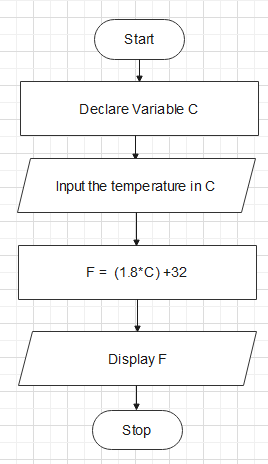 Start
Declare Variable C
Input the temperature in C
F = (1.8*C) +32
Display F
Stop